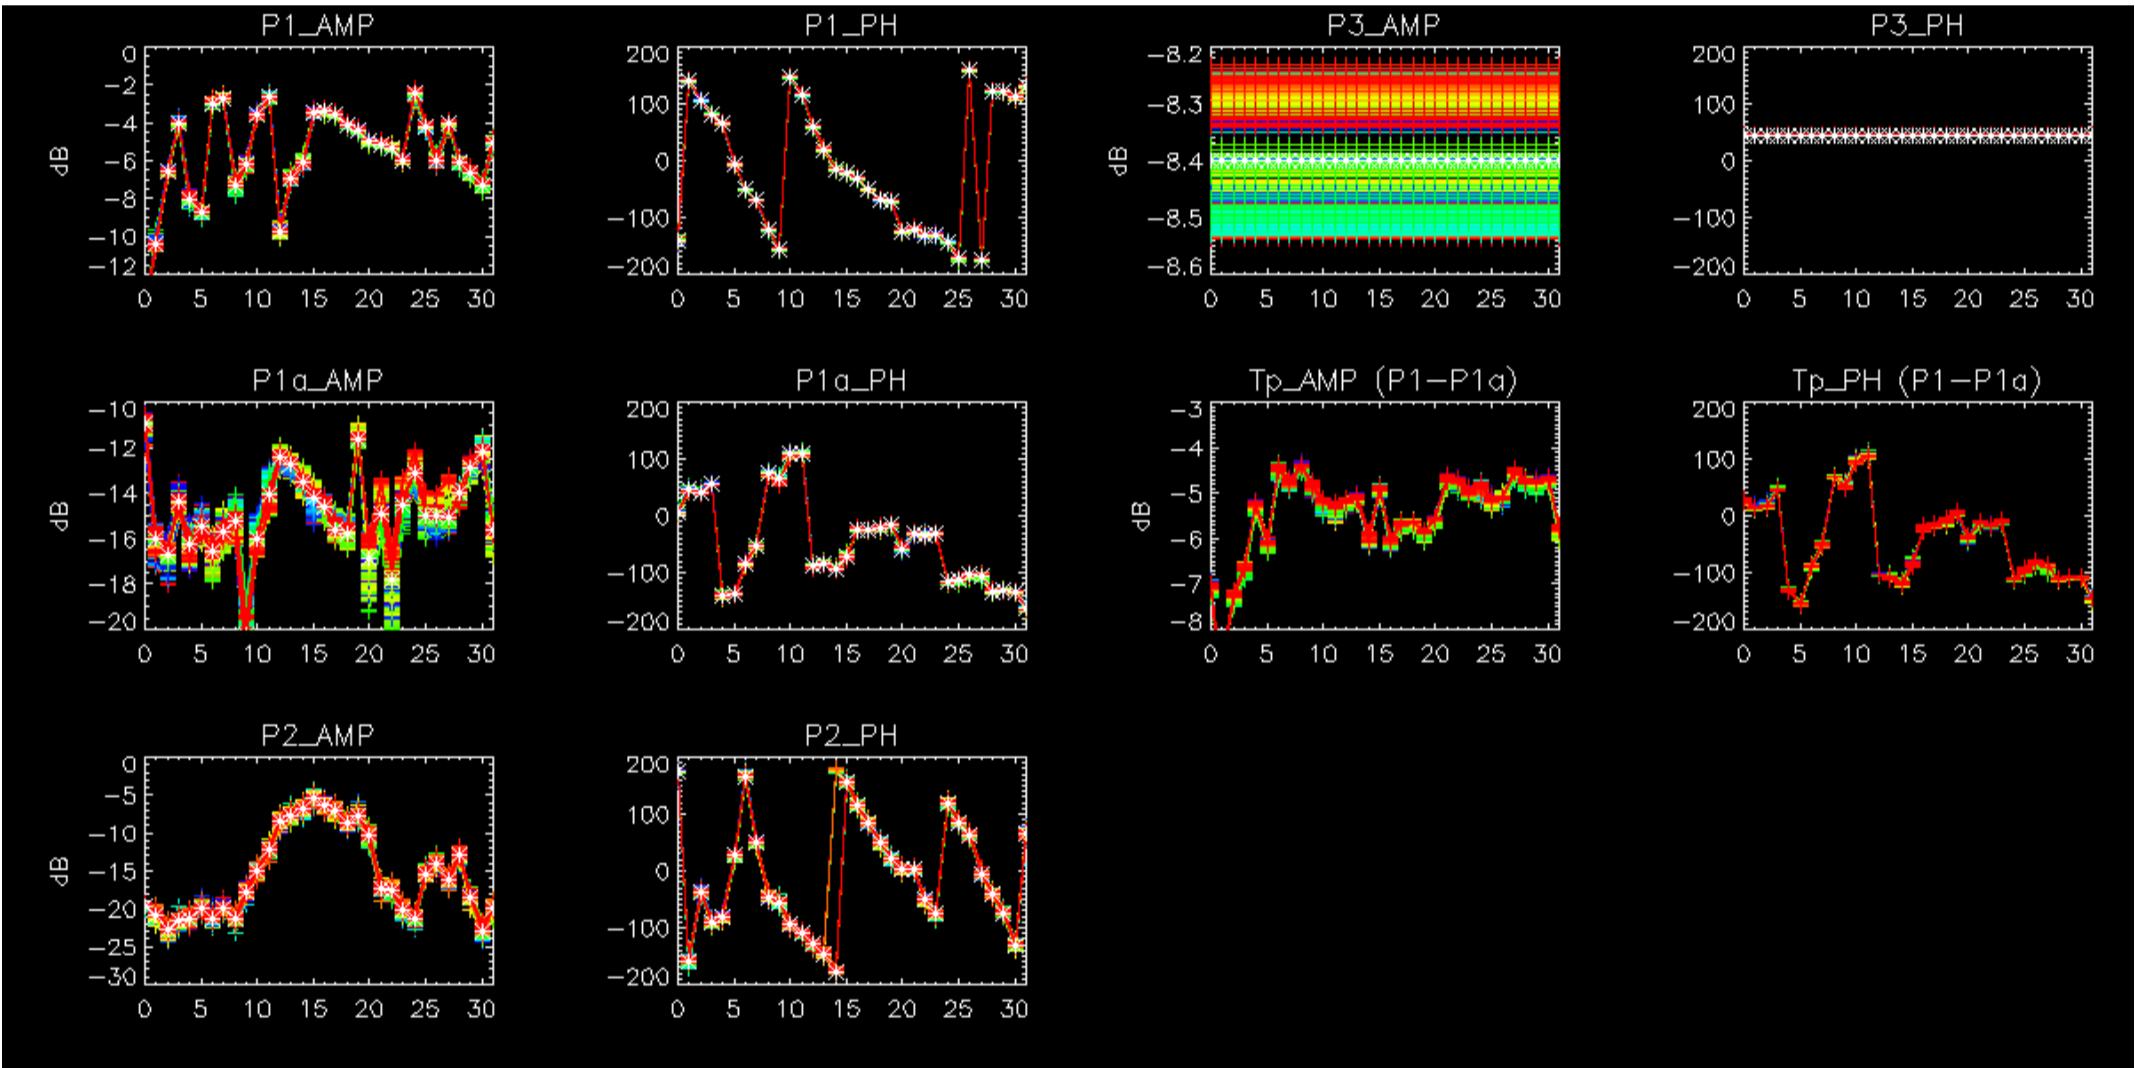 P1_AMP
0
−2
−4
−6
−8
−10
−12
dB
0 5 10 15 20 25 30
P1_PH
200
100
0
−100
−200
0 5 10 15 20 25 30
P3_AMP
−8.2
−8.3
−8.4
−8.5
−8.6
dB
0 5 10 15 20 25 30
P3_PH
200
100
0
−100
−200
0 5 10 15 20 25 30
P1a_AMP
−10
−12
−14
−16
−18
−20
dB
0 5 10 15 20 25 30
P1a_PH
200
100
0
−100
−200
0 5 10 15 20 25 30
Tp_AMP (P1−P1a)
−3
−4
−5
−6
−7
−8
dB
0 5 10 15 20 25 30
Tp_PH (P1−P1a)
200
100
0
−100
−200
0 5 10 15 20 25 30
P2_AMP
0
−5
−10
−15
−20
−25
−30
dB
0 5 10 15 20 25 30
P2_PH
200
100
0
−100
−200
0 5 10 15 20 25 30